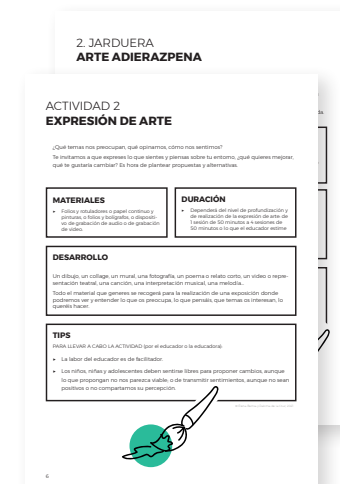 2. JARDUERA
ARTE ADIERAZPENA
ACTIVIDAD 2
EXPRESIÓN DE ARTE
¿Qué temas nos preocupan, qué opinamos, cómo nos sentimos?
Te invitamos a que expreses lo que sientes y piensas sobre tu entorno, ¿qué quieres mejorar,
qué te gustaría cambiar? Es hora de plantear propuestas y alternativas
MATERIALES
▸ Folios y rotuladores o papel continuo y
pinturas, o folios y bolígrafos, o dispositi-
vo de grabación de audio o de grabación
de video
DURACIÓN
▸ Dependerá del nivel de profundización y
de realización de la expresión de arte de
1 sesión de 50 minutos a 4 sesiones de
50 minutos o lo que el educador estime
DESARROLLO
Un dibujo, un collage, un mural, una fotografía, un poema o relato corto, un video o repre-
sentación teatral, una canción, una interpretación musical, una melodía...
Todo el material que generes se recogerá para la realización de una exposición donde
podremos ver y entender lo que os preocupa, lo que pensáis, que temas os interesan, lo
queréis hacer.
TIPS
PARA LLEVAR A CABO LA ACTIVIDAD (por el educador o la educadora):
▸ La labor del educador es de facilitador.
▸ Los niños, niñas y adolescentes deben sentirse libres para proponer cambios, aunque
lo que propongan no nos parezca viable, o de transmitir sentimientos, aunque no sean
positivos o no compartamos su percepción.
6